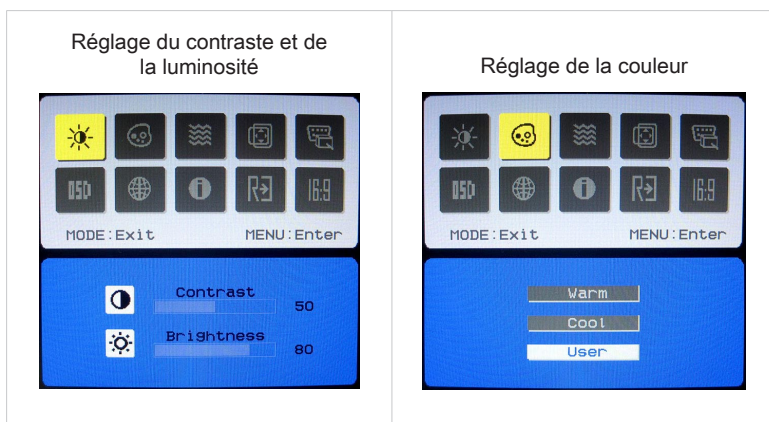 Réglage du contraste et de
la luminosité
OSD
16:9
MODE:Exit
MENU:Enter
Contrast
50
Brightness
80
Réglage de la couleur
OSD
16:9
MODE:Exit
MENU:Enter
Warm
Cool
User